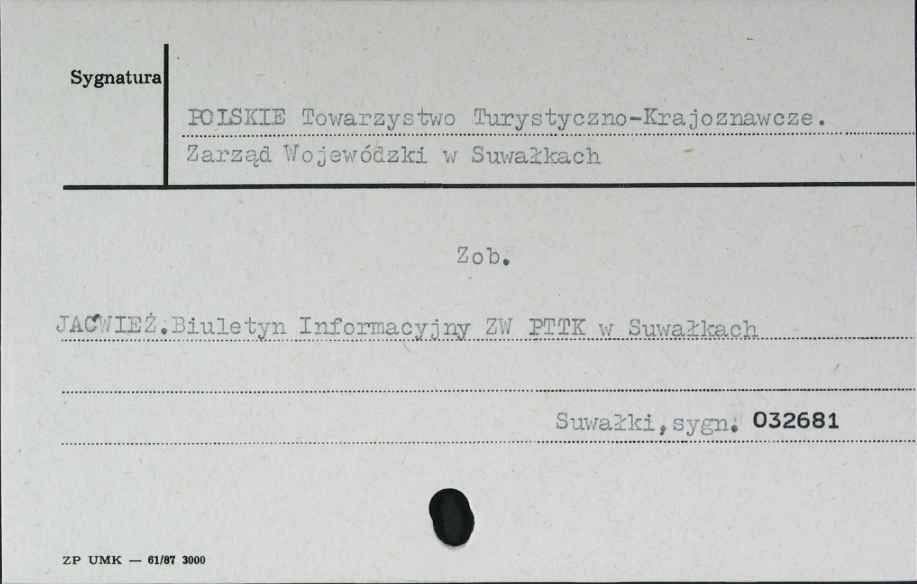 Sygnatura
POLSKIE Towarzystwo Turystyczno-Krajoznawcze.
Zarząd Wojewódzki w Suwałkach
Zob.
JAĆWIEŻ.Biuletyn Informacyjny ZW PTTK w Suwałkach
Suwałki,sygn. 032681
ZP UMK — 61/87 3000